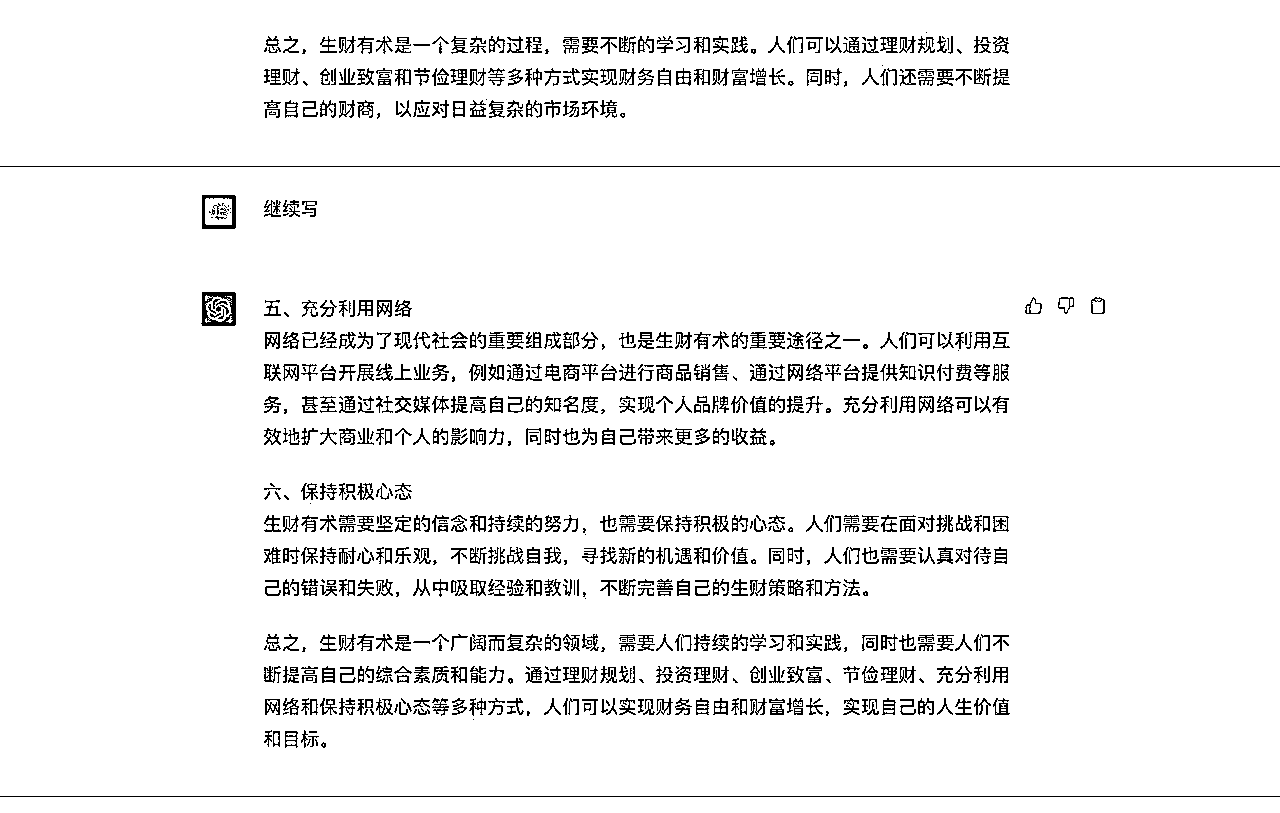 总之，生财有术是一个复杂的过程，需要不断的学习和实践。人们可以通过理财规划、投资
理财、创业致富和节俭理财等多种方式实现财务自由和财富增长。同时，人们还需要不断提
高自己的财商，以应对日益复杂的市场环境。
继续写
五、充分利用网络
网络已经成为了现代社会的重要组成部分，也是生财有术的重要途径之一。人们可以利用互
联网平台开展线上业务，例如通过电商平台进行商品销售、通过网络平台提供知识付费等服
务，甚至通过社交媒体提高自己的知名度，实现个人品牌价值的提升。充分利用网络可以有
效地扩大商业和个人的影响力，同时也为自己带来更多的收益。
六、保持积极心态
生财有术需要坚定的信念和持续的努力，也需要保持积极的心态。人们需要在面对挑战和困
难时保持耐心和乐观，不断挑战自我，寻找新的机遇和价值。同时，人们也需要认真对待自
己的错误和失败，从中吸取经验和教训，不断完善自己的生财策略和方法。
总之，生财有术是一个广阔而复杂的领域，需要人们持续的学习和实践，同时也需要人们不
断提高自己的综合素质和能力。通过理财规划、投资理财、创业致富、节俭理财、充分利用
网络和保持积极心态等多种方式，人们可以实现财务自由和财富增长，实现自己的人生价值
和目标。